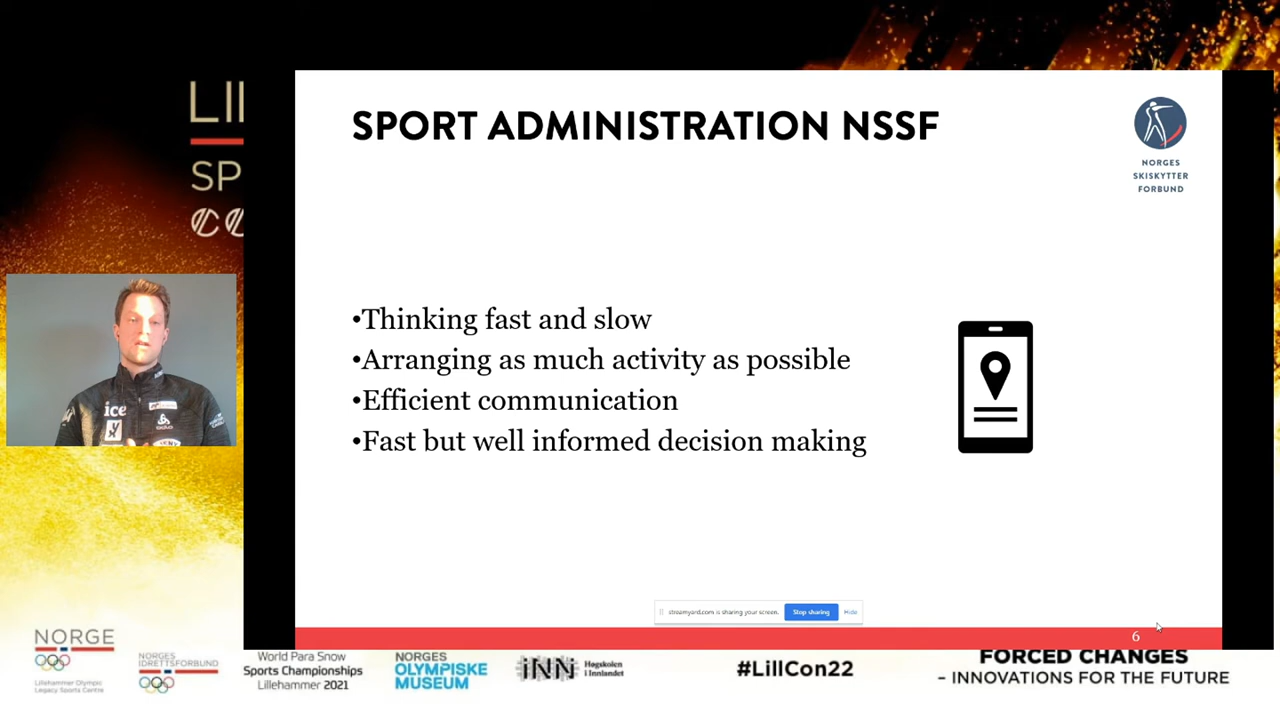 LIL
SP
CO
SPORT ADMINISTRATION NSSF
NORGES
SKISKYTTER
FORBUND
•Thinking fast and slow
•Arranging as much activity as possible
•Efficient communication
•Fast but well informed decision making
ice
streamyard.com is sharing your screen.
Stop sharing
Hide
6
NORGE
Lillehammer Olympic
Legacy Sports Centre
NORGES
IDRETTSFORBUND
World Para Snow
Sports Championships
Lillehammer 2021
NORGES
OLYMPISKE
MUSEUM
iNN
Høgskolen
i Innlandet
#LillCon22
FORCED CHANGES
– INNOVATIONS FOR THE FUTURE